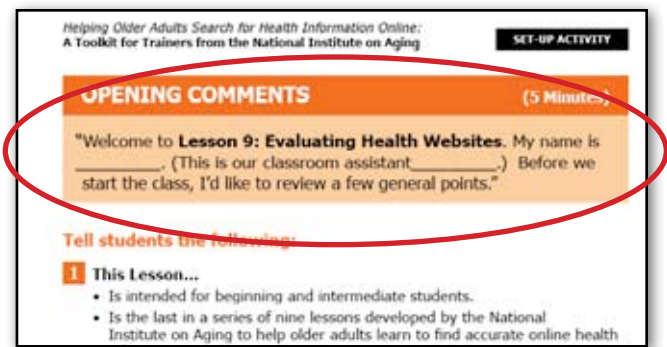 Helping Older Adults Search for Health Information Online:
A Toolkit for Trainers from the National Institute on Aging
SET-UP ACTIVITY
OPENING COMMENTS (5 Minutes)
"Welcome to Lesson 9: Evaluating Health Websites. My name is
_________. (This is our classroom assistant_________.) Before we
start the class, I'd like to review a few general points."
Tell students the following:
1 This Lesson...
• Is intended for beginning and intermediate students.
• Is the last in a series of nine lessons developed by the National
Institute on Aging to help older adults learn to find accurate online health